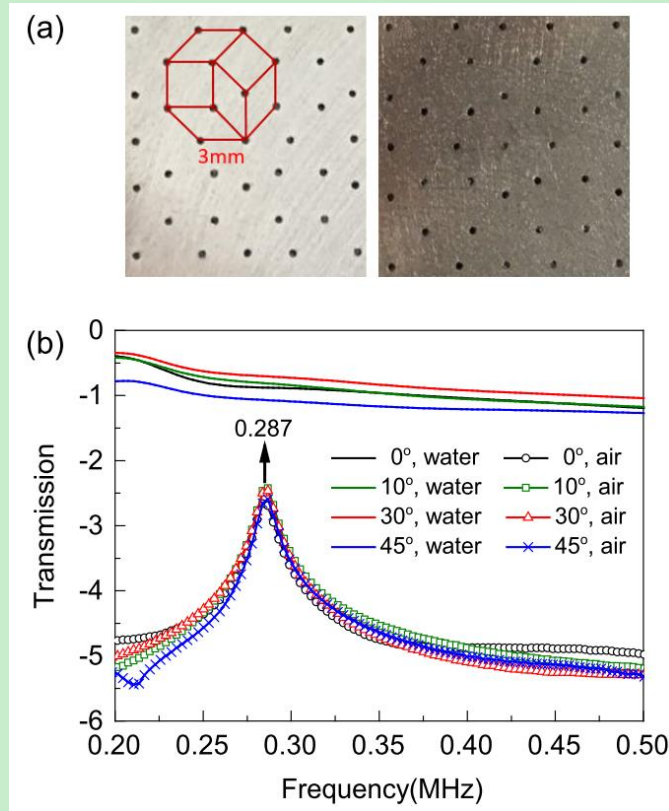 (a)
3mm
(b)
0
-1
-2
-3
-4
-5
-6
Transmission
0.287
0°, water
0°, air
10°, water
10°, air
30°, water
30°, air
45°, water
45°, air
0.20
0.25
0.30
0.35
0.40
0.45
0.50
Frequency(MHz)